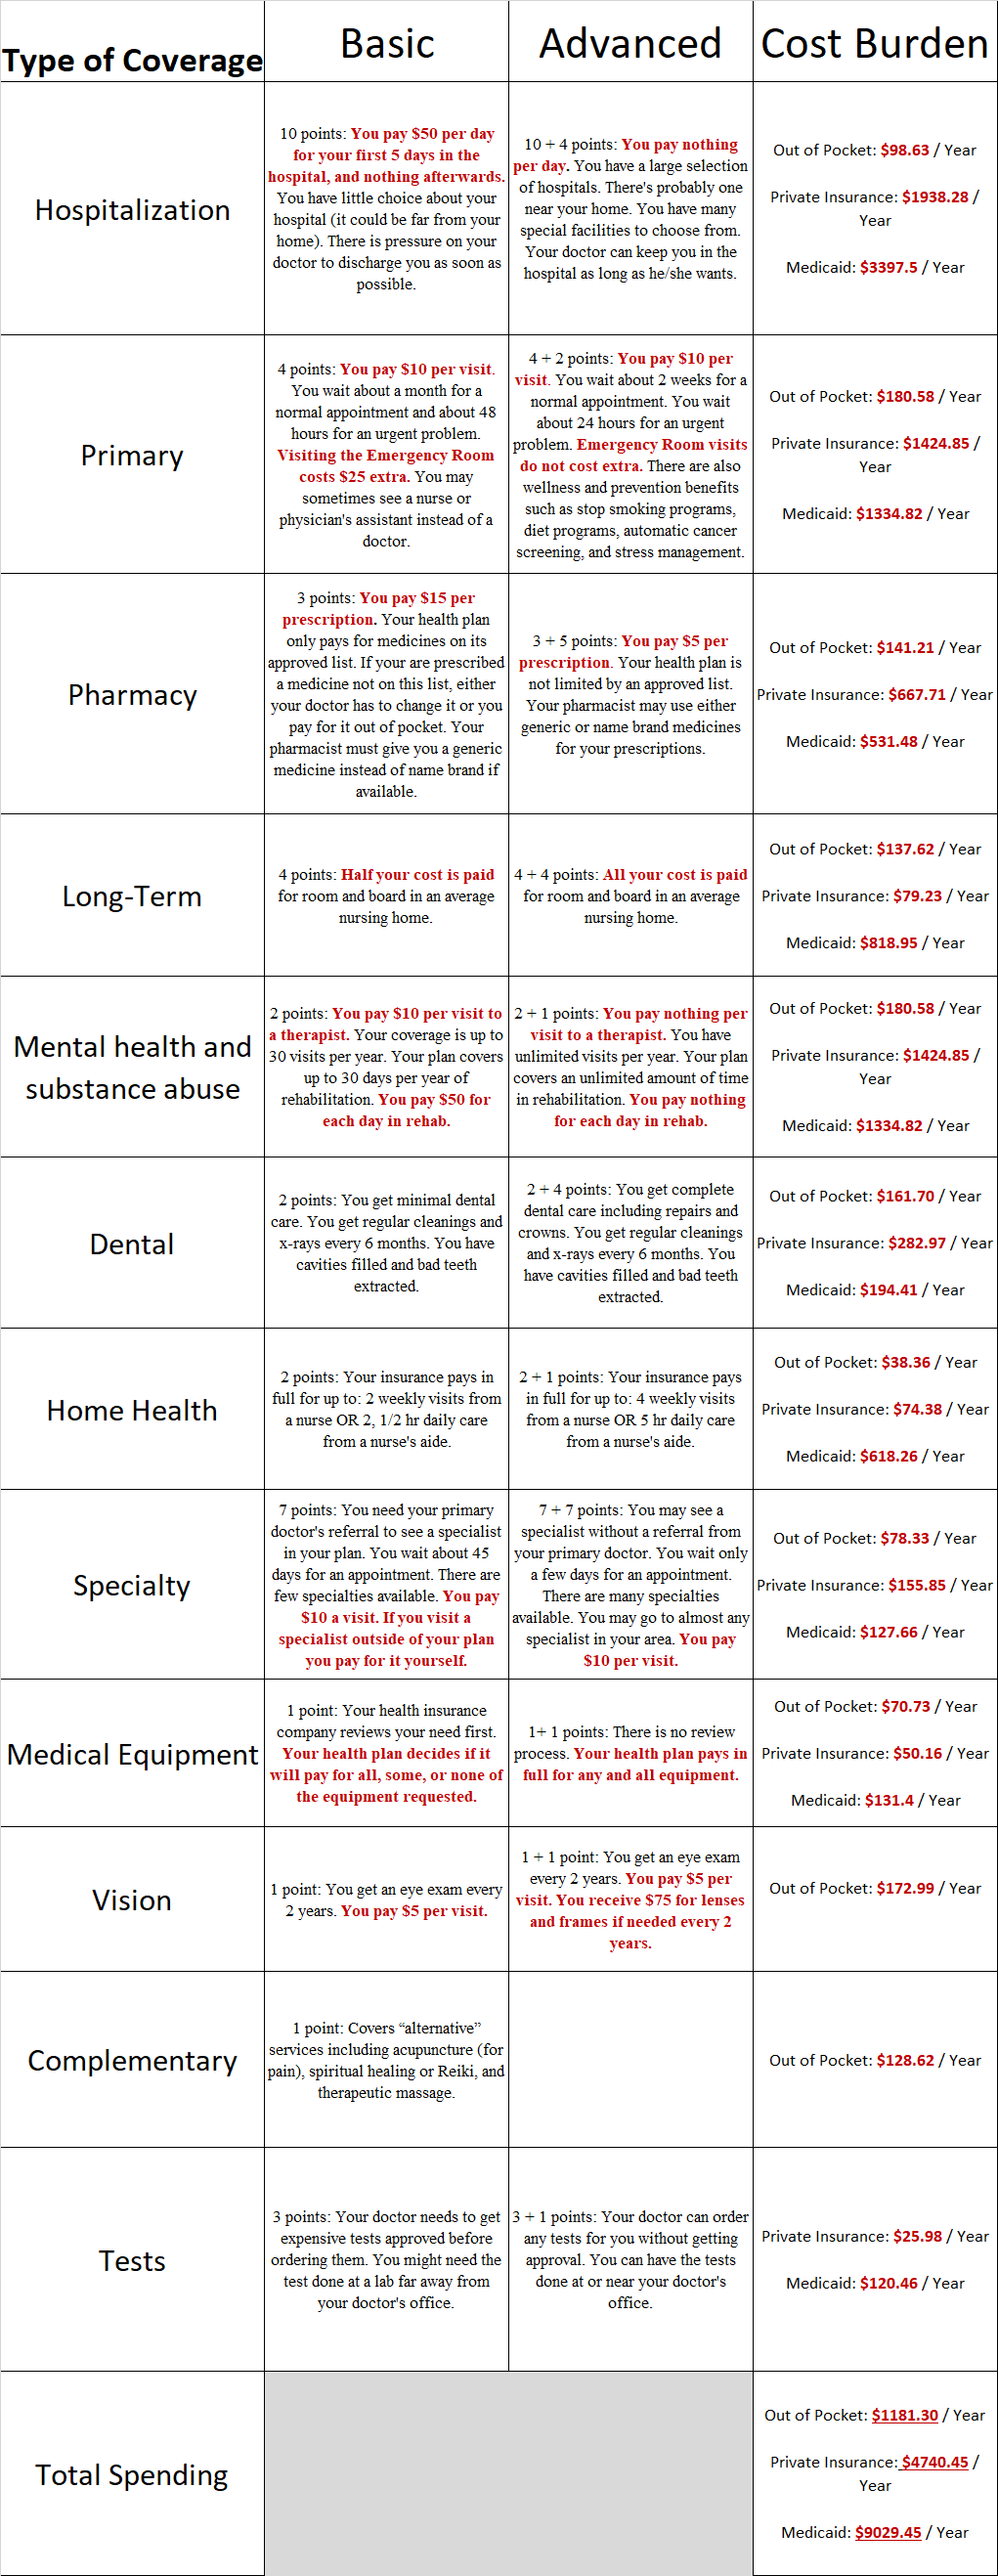 Type of Coverage
Basic
Advanced
Cost Burden
Hospitalization
10 points: You pay $50 per day
for your first 5 days in the
hospital, and nothing afterwards.
You have little choice about your
hospital (it could be far from your
home). There is pressure on your
doctor to discharge you as soon as
possible.
10 + 4 points: You pay nothing
per day. You have a large selection
of hospitals. There's probably one
near your home. You have many
special facilities to choose from.
Your doctor can keep you in the
hospital as long as he/she wants.
Out of Pocket: $98.63 / Year
Private Insurance: $1938.28 /
Year
Medicaid: $3397.5 / Year
Primary
4 points: You pay $10 per visit.
You wait about a month for a
normal appointment and about 48
hours for an urgent problem.
Visiting the Emergency Room
costs $25 extra. You may
sometimes see a nurse or
physician's assistant instead of a
doctor.
4 + 2 points: You pay $10 per
visit. You wait about 2 weeks for a
normal appointment. You wait
about 24 hours for an urgent
problem. Emergency Room visits
do not cost extra. There are also
wellness and prevention benefits
such as stop smoking programs,
diet programs, automatic cancer
screening, and stress management.
Out of Pocket: $180.58 / Year
Private Insurance: $1424.85 /
Year
Medicaid: $1334.82 / Year
Pharmacy
3 points: You pay $15 per
prescription. Your health plan
only pays for medicines on its
approved list. If your are prescribed
a medicine not on this list, either
your doctor has to change it or you
pay for it out of pocket. Your
pharmacist must give you a generic
medicine instead of name brand if
available.
3 + 5 points: You pay $5 per
prescription. Your health plan is
not limited by an approved list.
Your pharmacist may use either
generic or name brand medicines
for your prescriptions.
Out of Pocket: $141.21 / Year
Private Insurance: $667.71 / Year
Medicaid: $531.48 / Year
Long-Term
4 points: Half your cost is paid
for room and board in an average
nursing home.
4 + 4 points: All your cost is paid
for room and board in an average
nursing home.
Out of Pocket: $137.62 / Year
Private Insurance: $79.23 / Year
Medicaid: $818.95 / Year
Mental health and
substance abuse
2 points: You pay $10 per visit to
a therapist. Your coverage is up to
30 visits per year. Your plan covers
up to 30 days per year of
rehabilitation. You pay $50 for
each day in rehab.
2 + 1 points: You pay nothing per
visit to a therapist. You have
unlimited visits per year. Your plan
covers an unlimited amount of time
in rehabilitation. You pay nothing
for each day in rehab.
Out of Pocket: $180.58 / Year
Private Insurance: $1424.85 /
Year
Medicaid: $1334.82 / Year
Dental
2 points: You get minimal dental
care. You get regular cleanings and
x-rays every 6 months. You have
cavities filled and bad teeth
extracted.
2 + 4 points: You get complete
dental care including repairs and
crowns. You get regular cleanings
and x-rays every 6 months. You
have cavities filled and bad teeth
extracted.
Out of Pocket: $161.70 / Year
Private Insurance: $282.97 / Year
Medicaid: $194.41 / Year
Home Health
2 points: Your insurance pays in
full for up to: 2 weekly visits from
a nurse OR 2, 1/2 hr daily care
from a nurse's aide.
2 + 1 points: Your insurance pays
in full for up to: 4 weekly visits
from a nurse OR 5 hr daily care
from a nurse's aide.
Out of Pocket: $38.36 / Year
Private Insurance: $74.38 / Year
Medicaid: $618.26 / Year
Specialty
7 points: You need your primary
doctor's referral to see a specialist
in your plan. You wait about 45
days for an appointment. There are
few specialties available. You pay
$10 a visit. If you visit a
specialist outside of your plan
you pay for it yourself.
7 + 7 points: You may see a
specialist without a referral from
your primary doctor. You wait only
a few days for an appointment.
There are many specialties
available. You may go to almost any
specialist in your area. You pay
$10 per visit.
Out of Pocket: $78.33 / Year
Private Insurance: $155.85 / Year
Medicaid: $127.66 / Year
Medical Equipment
1 point: Your health insurance
company reviews your need first.
Your health plan decides if it
will pay for all, some, or none of
the equipment requested.
1+ 1 points: There is no review
process. Your health plan pays in
full for any and all equipment.
Out of Pocket: $70.73 / Year
Private Insurance: $50.16 / Year
Medicaid: $131.4 / Year
Vision
1 point: You get an eye exam every
2 years. You pay $5 per visit.
1 + 1 point: You get an eye exam
every 2 years. You pay $5 per
visit. You receive $75 for lenses
and frames if needed every 2
years.
Out of Pocket: $172.99 / Year
Complementary
1 point: Covers “alternative”
services including acupuncture (for
pain), spiritual healing or Reiki, and
therapeutic massage.
Out of Pocket: $128.62 / Year
Tests
3 points: Your doctor needs to get
expensive tests approved before
ordering them. You might need the
test done at a lab far away from
your doctor's office.
3 + 1 points: Your doctor can order
any tests for you without getting
approval. You can have the tests
done at or near your doctor's
office.
Private Insurance: $25.98 / Year
Medicaid: $120.46 / Year
Total Spending
Out of Pocket: $1181.30 / Year
Private Insurance: $4740.45 /
Year
Medicaid: $9029.45 / Year